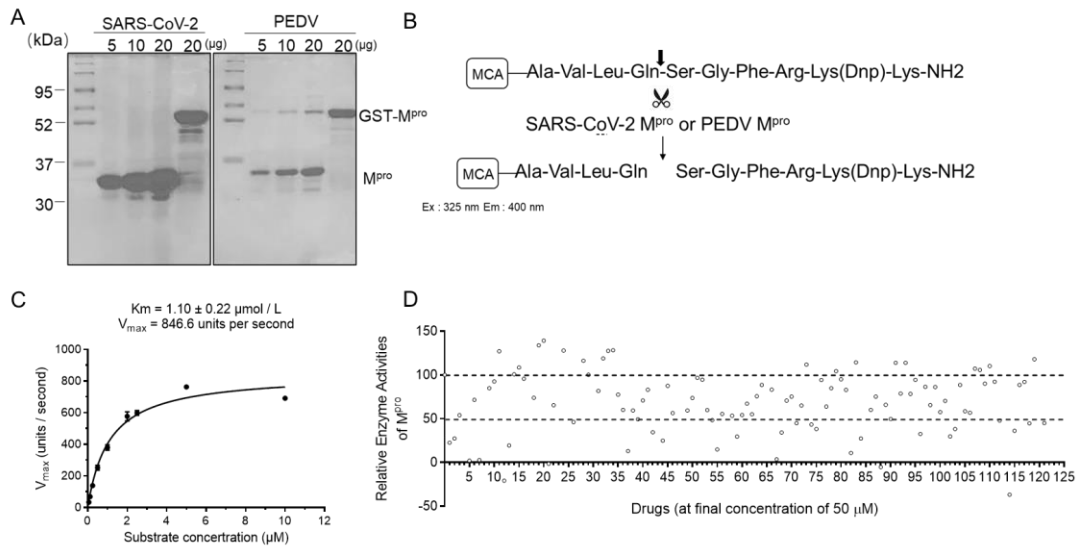 A
SARS-CoV-2 PEDV
(kDa) 5 10 20 20 (μg) 5 10 20 20 (μg)
95
52
37
30
GST-Mpro
Mpro
B
MCA Ala-Val-Leu-Gln-Ser-Gly-Phe-Arg-Lys(Dnp)-Lys-NH2
SARS-CoV-2 Mpro or PEDV Mpro
MCA Ala-Val-Leu-Gln Ser-Gly-Phe-Arg-Lys(Dnp)-Lys-NH2
Ex : 325 nm Em : 400 nm
C
Km = 1.10 ± 0.22 μmol / L
Vmax = 846.6 units per second
Vmax (units / second)
1000
800
600
400
200
0
0 2 4 6 8 10 12
Substrate concertration (μM)
D
Relative Enzyme Activities
of Mpro
150
100
50
0
-50
5 10 15 20 25 30 35 40 45 50 55 60 65 70 75 80 85 90 95 100 105 110 115 120 125
Drugs (at final concentration of 50 μM)